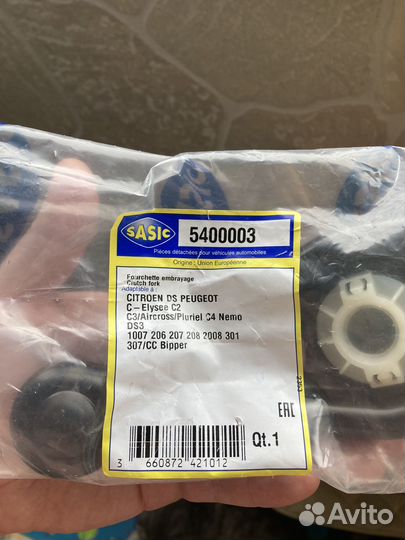 SASIC
5400003
Pièces détachées pour véhicules automobiles
Origine : Union Européenne
Fourchette embrayage
Clutch fork
Adaptable à :
CITROEN DS PEUGEOT
C-Elysee C2
C3/Aircross/Pluriel C4 Nemo
DS3
1007 206 207 208 2008 301
307/CC Bipper
EAC
Qt.1
3 660872 421012
Avito